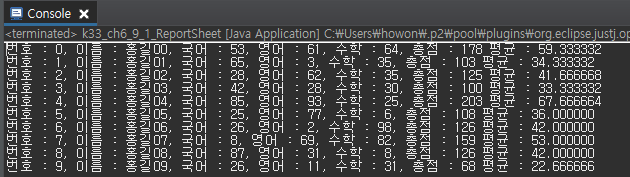 Console
<terminated> k33_ch6_9_1_ReportSheet [Java Application] C:₩Users₩howon₩.p2₩pool₩plugins₩org.eclipse.justj.op
번호 : 0, 이름 : 홍길00, 국어 : 53, 영어 : 61, 수학 : 64, 총점 : 178 평균 : 59.333332
번호 : 1, 이름 : 홍길01, 국어 : 65, 영어 : 3, 수학 : 35, 총점 : 103 평균 : 34.333332
번호 : 2, 이름 : 홍길02, 국어 : 28, 영어 : 62, 수학 : 35, 총점 : 125 평균 : 41.666668
번호 : 3, 이름 : 홍길03, 국어 : 42, 영어 : 28, 수학 : 30, 총점 : 100 평균 : 33.333332
번호 : 4, 이름 : 홍길04, 국어 : 85, 영어 : 93, 수학 : 25, 총점 : 203 평균 : 67.666664
번호 : 5, 이름 : 홍길05, 국어 : 25, 영어 : 77, 수학 : 6, 총점 : 108 평균 : 36.000000
번호 : 6, 이름 : 홍길06, 국어 : 26, 영어 : 2, 수학 : 98, 총점 : 126 평균 : 42.000000
번호 : 7, 이름 : 홍길07, 국어 : 8, 영어 : 69, 수학 : 82, 총점 : 159 평균 : 53.000000
번호 : 8, 이름 : 홍길08, 국어 : 87, 영어 : 31, 수학 : 8, 총점 : 126 평균 : 42.000000
번호 : 9, 이름 : 홍길09, 국어 : 26, 영어 : 11, 수학 : 31, 총점 : 68 평균 : 22.666666